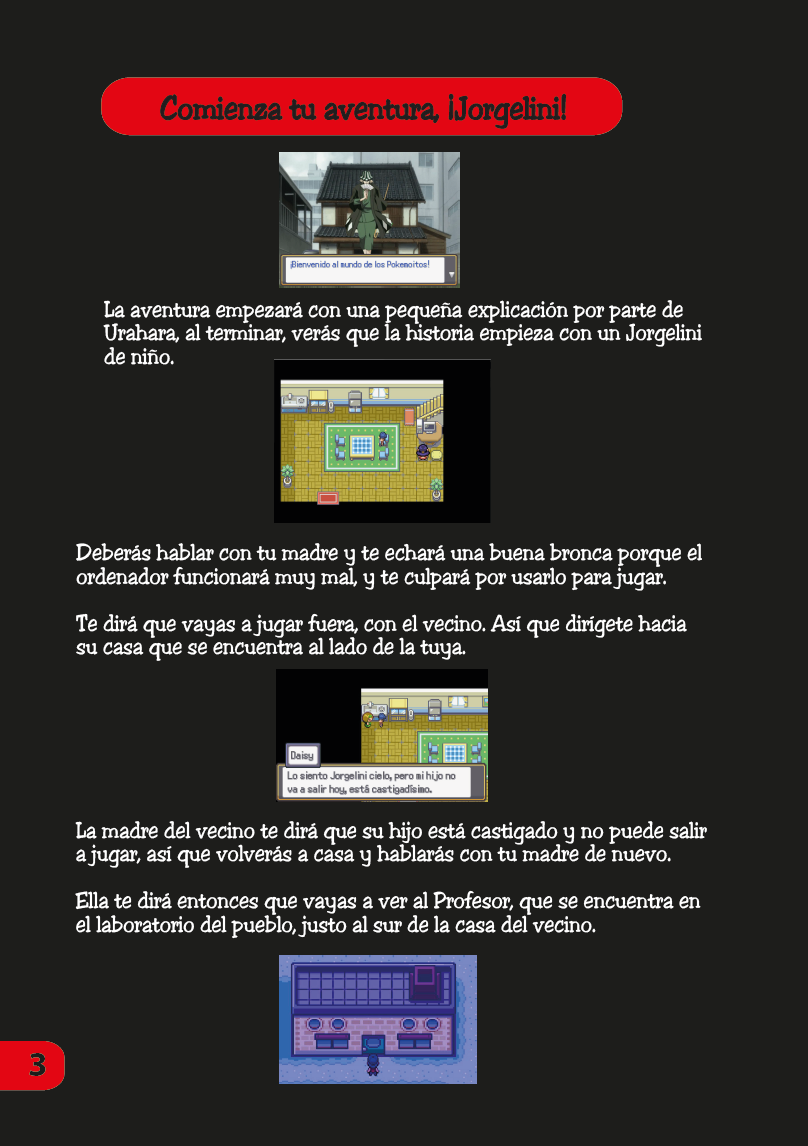 Comienza tu aventura, ¡Jorgelini!
¡Bienvenido al mundo de los Pokemoitos!
La aventura empezará con una pequeña explicación por parte de
Urahara, al terminar, verás que la historia empieza con un Jorgelini
de niño.
Deberás hablar con tu madre y te echará una buena bronca porque el
ordenador funcionará muy mal, y te culpará por usarlo para jugar.
Te dirá que vayas a jugar fuera, con el vecino. Así que dirígete hacia
su casa que se encuentra al lado de la tuya.
Daisy
Lo siento Jorgelini cielo, pero mi hijo no
va a salir hoy, está castigadísimo.
La madre del vecino te dirá que su hijo está castigado y no puede salir
a jugar, así que volverás a casa y hablarás con tu madre de nuevo.
Ella te dirá entonces que vayas a ver al Profesor, que se encuentra en
el laboratorio del pueblo, justo al sur de la casa del vecino.
3